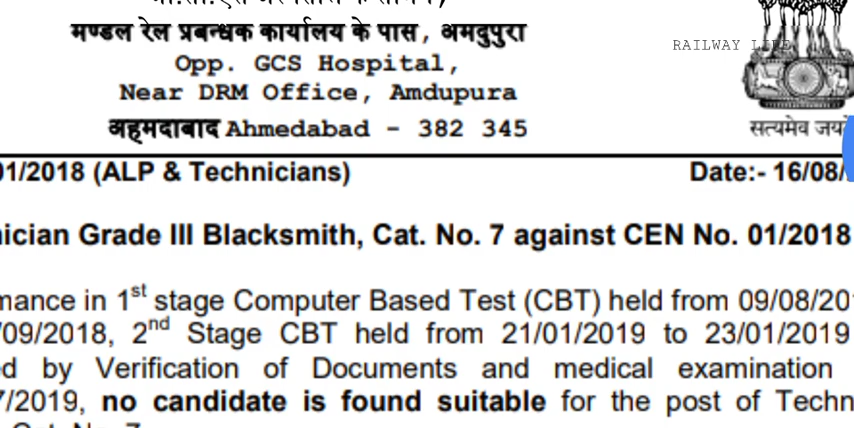 मण्डल रेल प्रबन्धक कार्यालय के पास, अमदुपुरा
RAILWAY LIFE
Opp. GCS Hospital,
Near DRM Office, Amdupura
अहमदाबाद Ahmedabad - 382 345
सत्यमेव जयते
01/2018 (ALP & Technicians) Date:- 16/08/
nician Grade III Blacksmith, Cat. No. 7 against CEN No. 01/2018
mance in 1st stage Computer Based Test (CBT) held from 09/08/20
/09/2018, 2nd Stage CBT held from 21/01/2019 to 23/01/2019
ed by Verification of Documents and medical examination
7/2019, no candidate is found suitable for the post of Techn